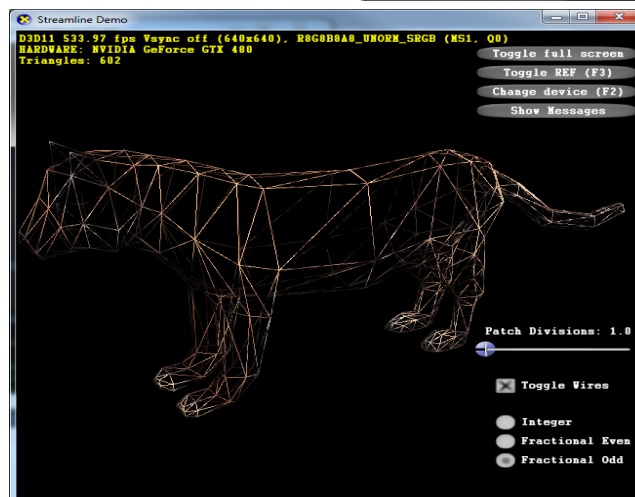 Streamline Demo
D3D11 533.97 fps Vsync off (640x640), R8G8B8A8_UNORM_SRGB (MS1, Q0)
HARDWARE: NVIDIA GeForce GTX 480
Triangles: 602
Toggle full screen
Toggle REF (F3)
Change device (F2)
Show Messages
Patch Divisions: 1.0
Toggle Wires
Integer
Fractional Even
Fractional Odd